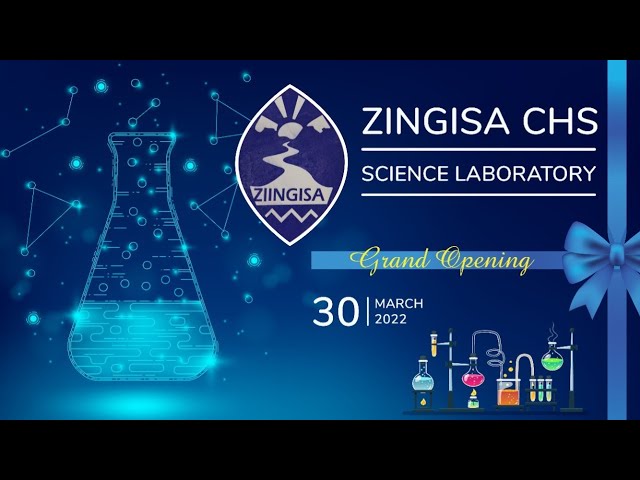 ZIINGISA
ZINGISA CHS
SCIENCE LABORATORY
Grand Opening
30 MARCH
2022